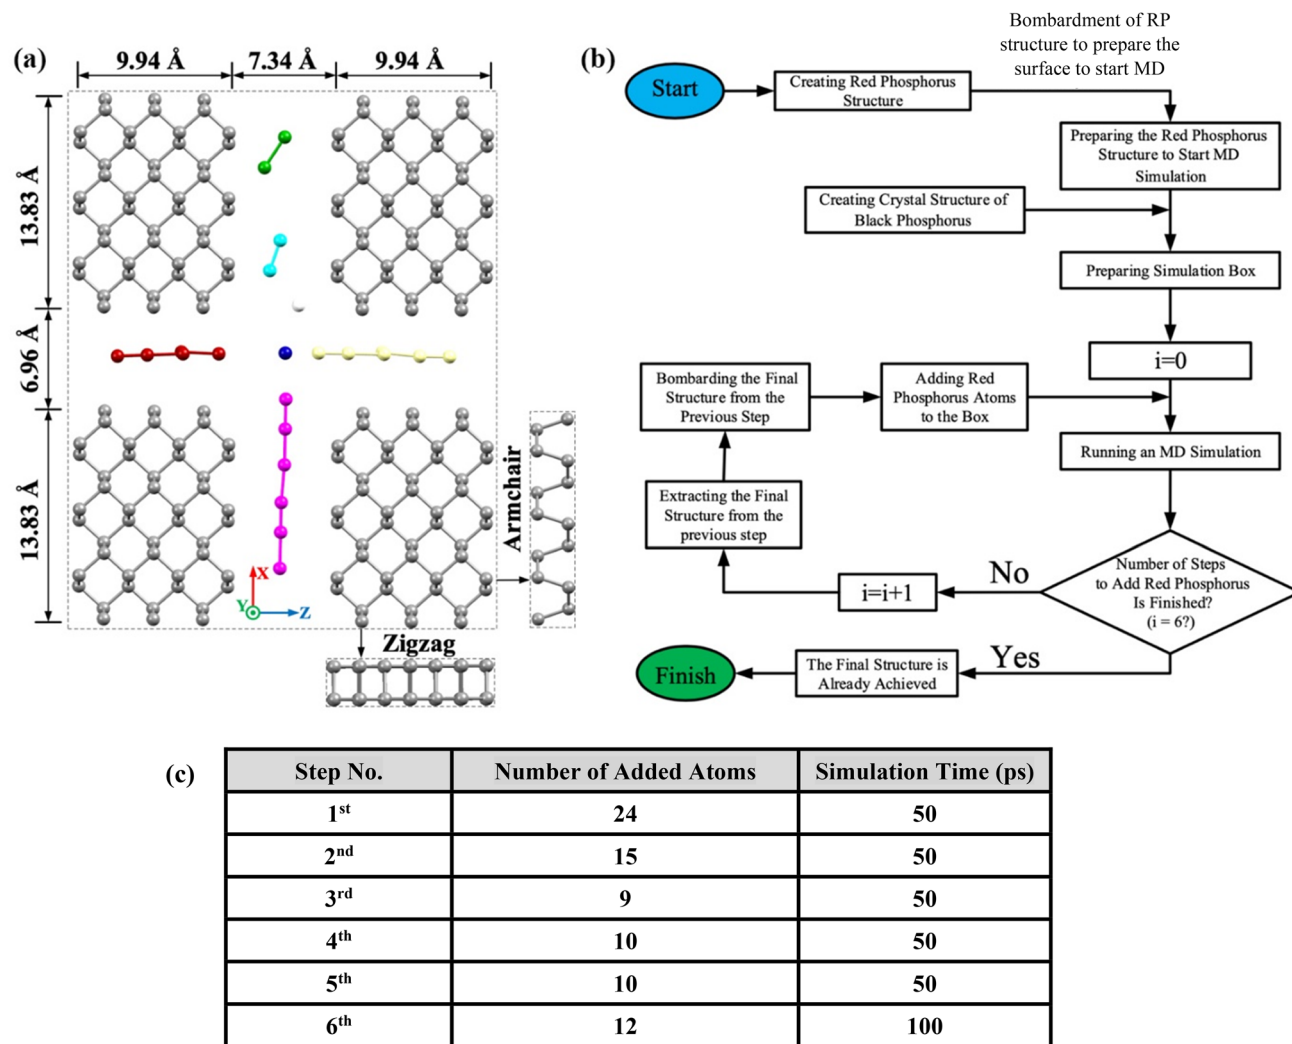 (a)
9.94 Å
7.34 Å
9.94 Å
13.83 Å
6.96 Å
13.83 Å
X
Y
Z
Armchair
Zigzag
(b)
Bombardment of RP
structure to prepare the
surface to start MD
Start
Creating Red Phosphorus
Structure
Preparing the Red Phosphorus
Structure to Start MD
Simulation
Creating Crystal Structure of
Black Phosphorus
Preparing Simulation Box
i=0
Bombarding the Final
Structure from the
Previous Step
Adding Red
Phosphorus Atoms
to the Box
Running an MD Simulation
Extracting the Final
Structure from the
previous step
Number of Steps
to Add Red Phosphorus
Is Finished?
(i = 6?)
No
i=i+1
Yes
The Final Structure is
Already Achieved
Finish
(c)
Step No. Number of Added Atoms Simulation Time (ps)
1st 24 50
2nd 15 50
3rd 9 50
4th 10 50
5th 10 50
6th 12 100